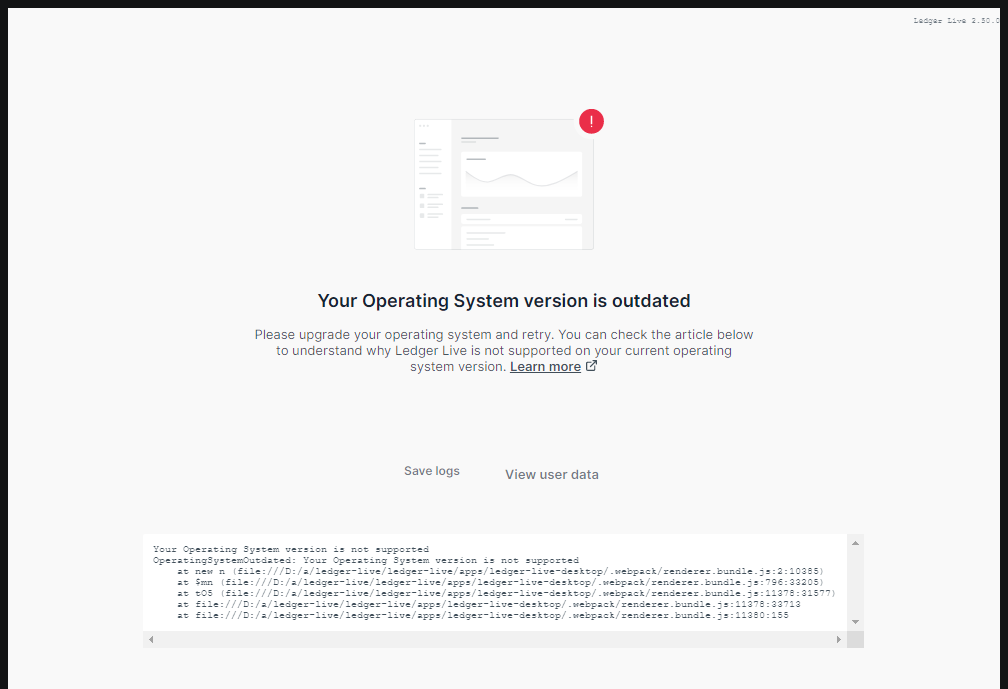 Ledger Live 2.50.0
!
Your Operating System version is outdated
Please upgrade your operating system and retry. You can check the article below
to understand why Ledger Live is not supported on your current operating
system version. Learn more
Save logs
View user data
Your Operating System version is not supported
OperatingSystemOutdated: Your Operating System version is not supported
at new n (file:///D:/a/ledger-live/ledger-live/apps/ledger-live-desktop/.webpack/renderer.bundle.js:2:10385)
at $mn (file:///D:/a/ledger-live/ledger-live/apps/ledger-live-desktop/.webpack/renderer.bundle.js:796:33205)
at tO5 (file:///D:/a/ledger-live/ledger-live/apps/ledger-live-desktop/.webpack/renderer.bundle.js:11378:31577)
at file:///D:/a/ledger-live/ledger-live/apps/ledger-live-desktop/.webpack/renderer.bundle.js:11378:33713
at file:///D:/a/ledger-live/ledger-live/apps/ledger-live-desktop/.webpack/renderer.bundle.js:11380:155